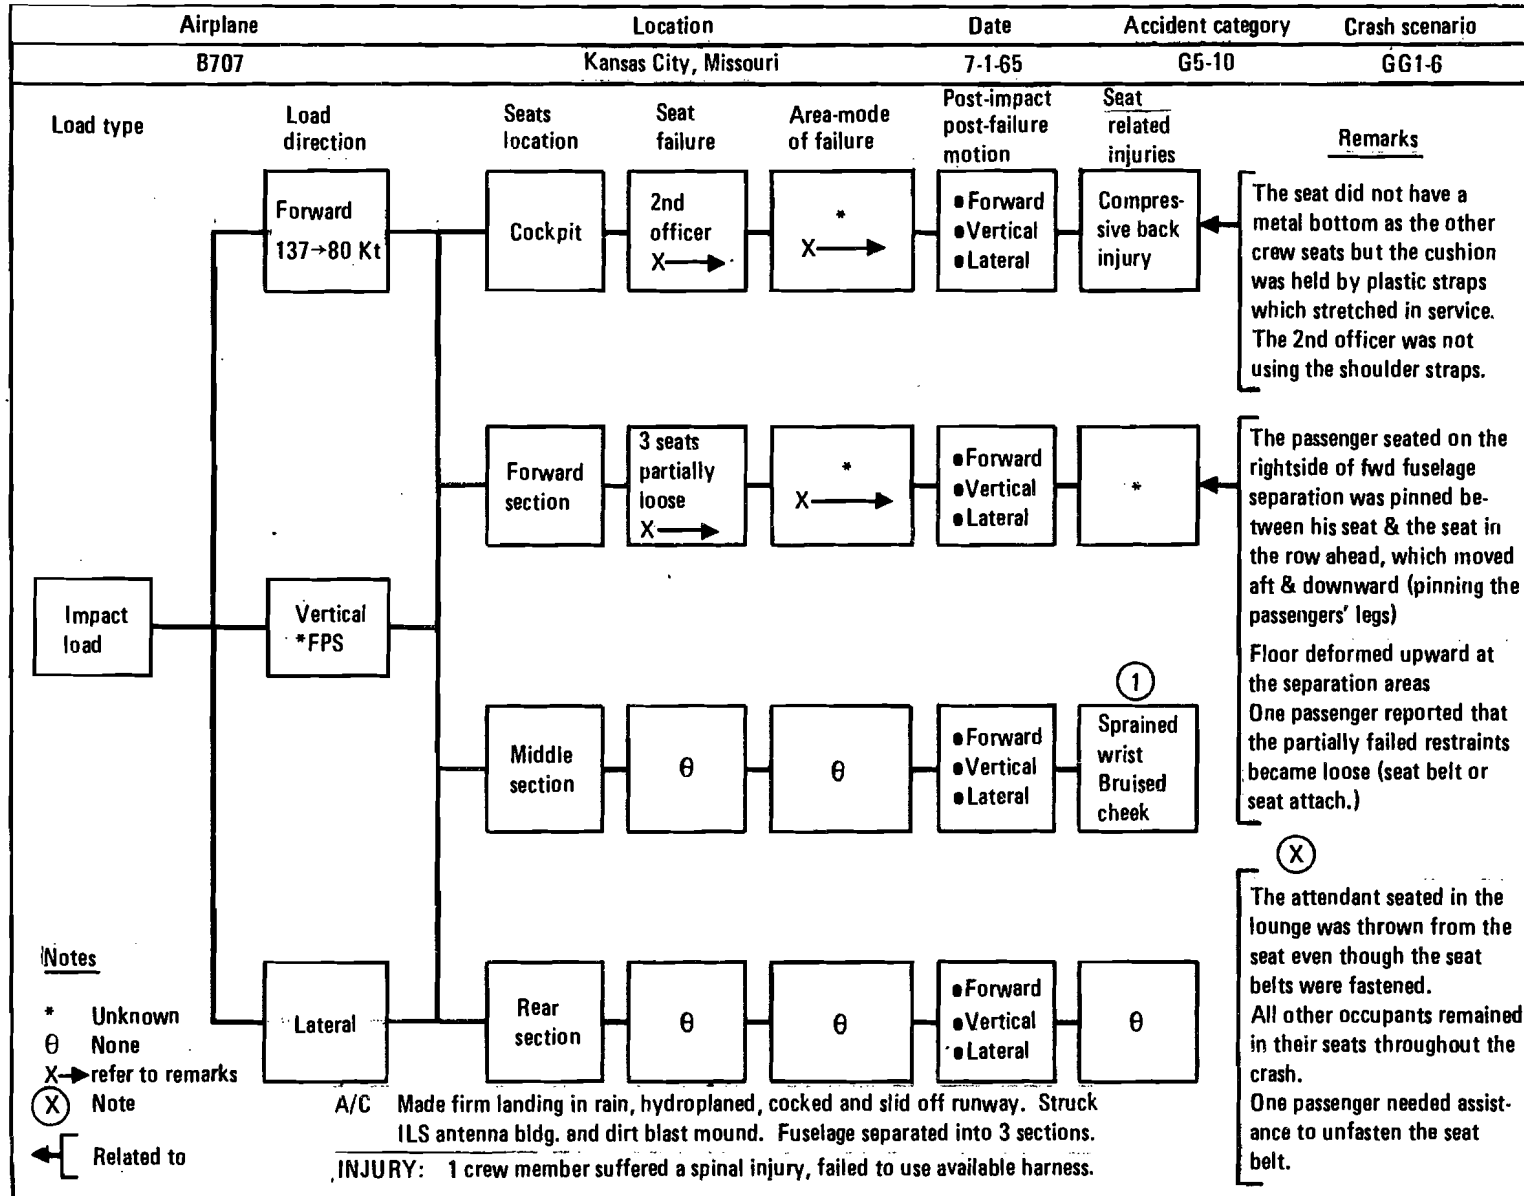 Airplane Location Date Accident category Crash scenario
B707 Kansas City, Missouri 7-1-65 G5-10 GG1-6
Load type
Load
direction
Seats
location
Seat
failure
Area-mode
of failure
Post-impact
post-failure
motion
Seat
related
injuries
Remarks
Impact
load
Forward
137→80 Kt
Vertical
*FPS
Lateral
Cockpit
2nd
officer
X→
*
X→
•Forward
•Vertical
•Lateral
Compres-
sive back
injury
The seat did not have a
metal bottom as the other
crew seats but the cushion
was held by plastic straps
which stretched in service.
The 2nd officer was not
using the shoulder straps.
Forward
section
3 seats
partially
loose
X→
*
X→
•Forward
•Vertical
•Lateral
*
The passenger seated on the
rightside of fwd fuselage
separation was pinned be-
tween his seat & the seat in
the row ahead, which moved
aft & downward (pinning the
passengers' legs)
Floor deformed upward at
the separation areas
One passenger reported that
the partially failed restraints
became loose (seat belt or
seat attach.)
Middle
section
θ
θ
•Forward
•Vertical
•Lateral
1
Sprained
wrist
Bruised
cheek
X
The attendant seated in the
lounge was thrown from the
seat even though the seat
belts were fastened.
All other occupants remained
in their seats throughout the
crash.
One passenger needed assist-
ance to unfasten the seat
belt.
Rear
section
θ
θ
•Forward
•Vertical
•Lateral
θ
Notes
* Unknown
θ None
X→refer to remarks
X Note
Related to
A/C Made firm landing in rain, hydroplaned, cocked and slid off runway. Struck
ILS antenna bldg. and dirt blast mound. Fuselage separated into 3 sections.
INJURY: 1 crew member suffered a spinal injury, failed to use available harness.